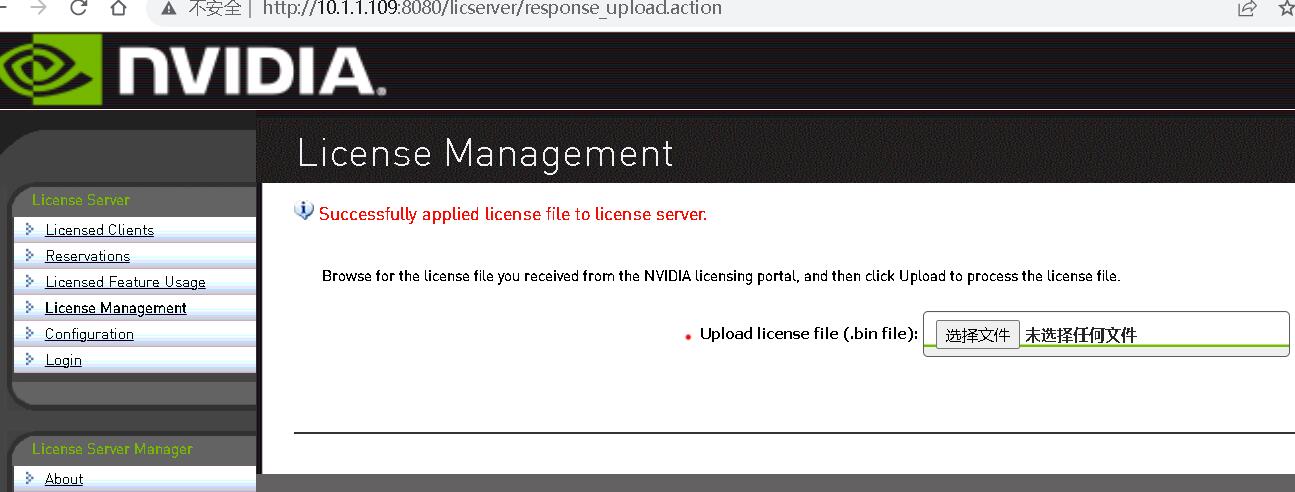 不安全 | http://10.1.1.109:8080/licserver/response_upload.action
NVIDIA.
License Management
License Server
Licensed Clients
Reservations
Licensed Feature Usage
License Management
Configuration
Login
License Server Manager
About
Successfully applied license file to license server.
Browse for the license file you received from the NVIDIA licensing portal, and then click Upload to process the license file.
Upload license file (.bin file): 选择文件 未选择任何文件